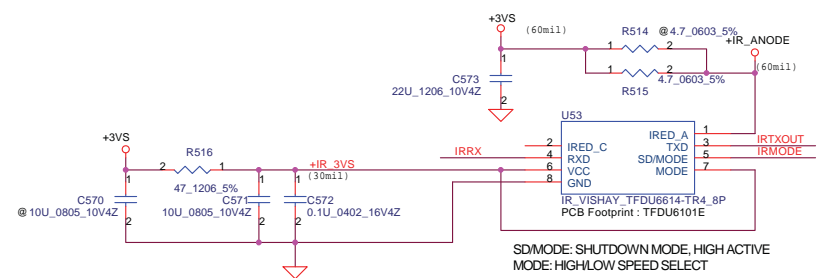 +3VS
(60mil)
R514
@4.7_0603_5%
+IR_ANODE
1
2
1
2
4.7_0603_5%
(60mil)
R515
1
C573
22U_1206_10V4Z
2
U53
+3VS
R516
2
1
47_1206_5%
+IR_3VS
(30mil)
IRRX
2
4
6
8
IRED_C
RXD
VCC
GND
IRED_A
TXD
SD/MODE
MODE
1
3
5
7
IRTXOUT
IRMODE
1
C570
@10U_0805_10V4Z
2
1
C571
10U_0805_10V4Z
2
1
C572
0.1U_0402_16V4Z
2
IR_VISHAY_TFDU6614-TR4_8P
PCB Footprint : TFDU6101E
SD/MODE: SHUTDOWN MODE, HIGH ACTIVE
MODE: HIGH/LOW SPEED SELECT